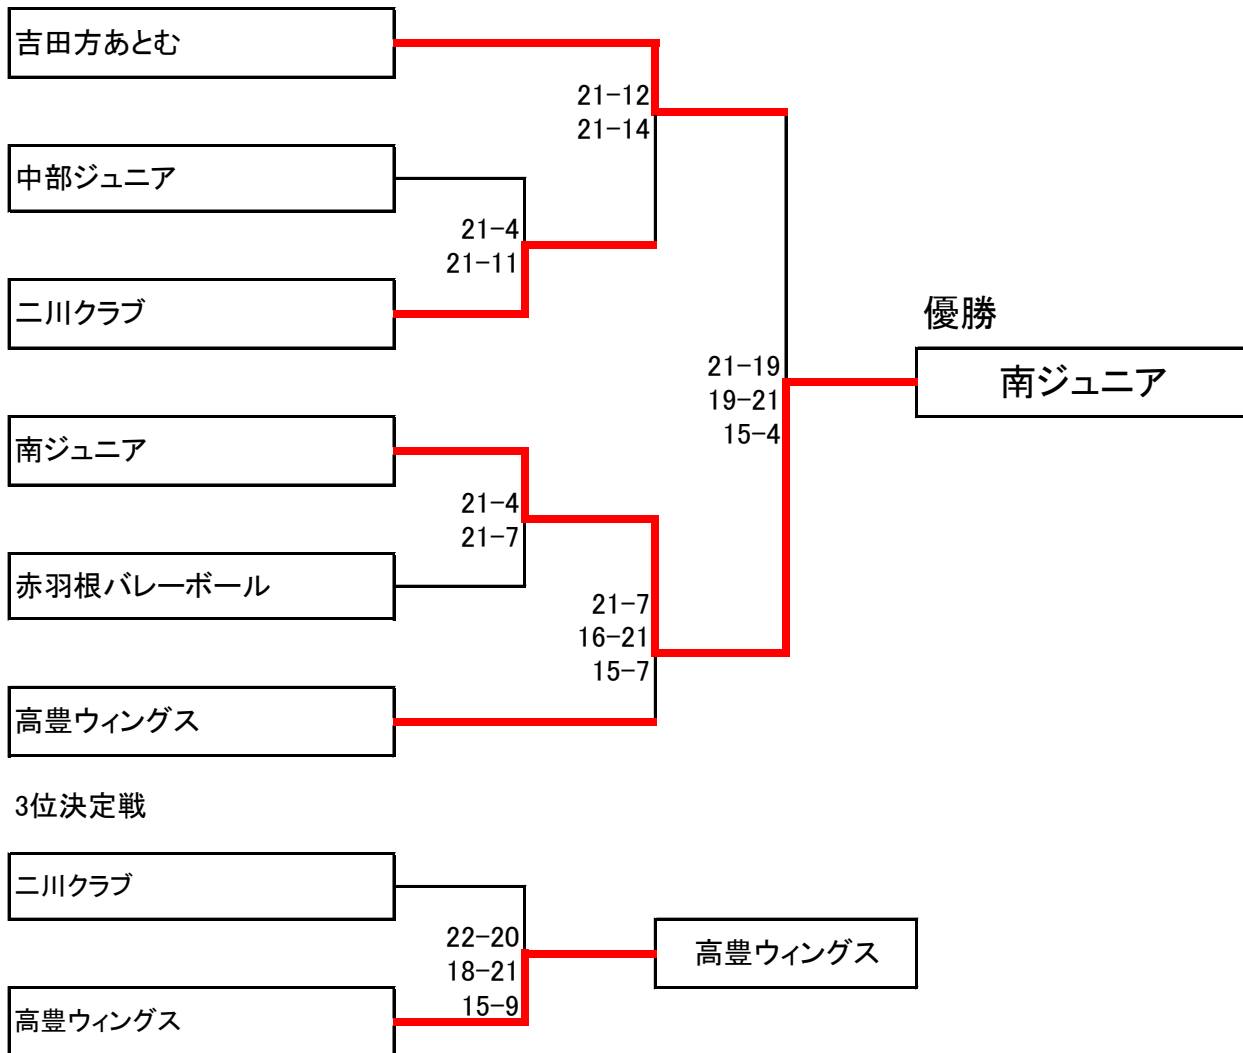 吉田方あとむ
21-12
21-14
中部ジュニア
21-4
21-11
二川クラブ
優勝
南ジュニア
21-19
19-21
15-4
南ジュニア
21-4
21-7
赤羽根バレーボール
21-7
16-21
15-7
高豊ウィングス
3位決定戦
二川クラブ
22-20
18-21
15-9
高豊ウィングス
高豊ウィングス